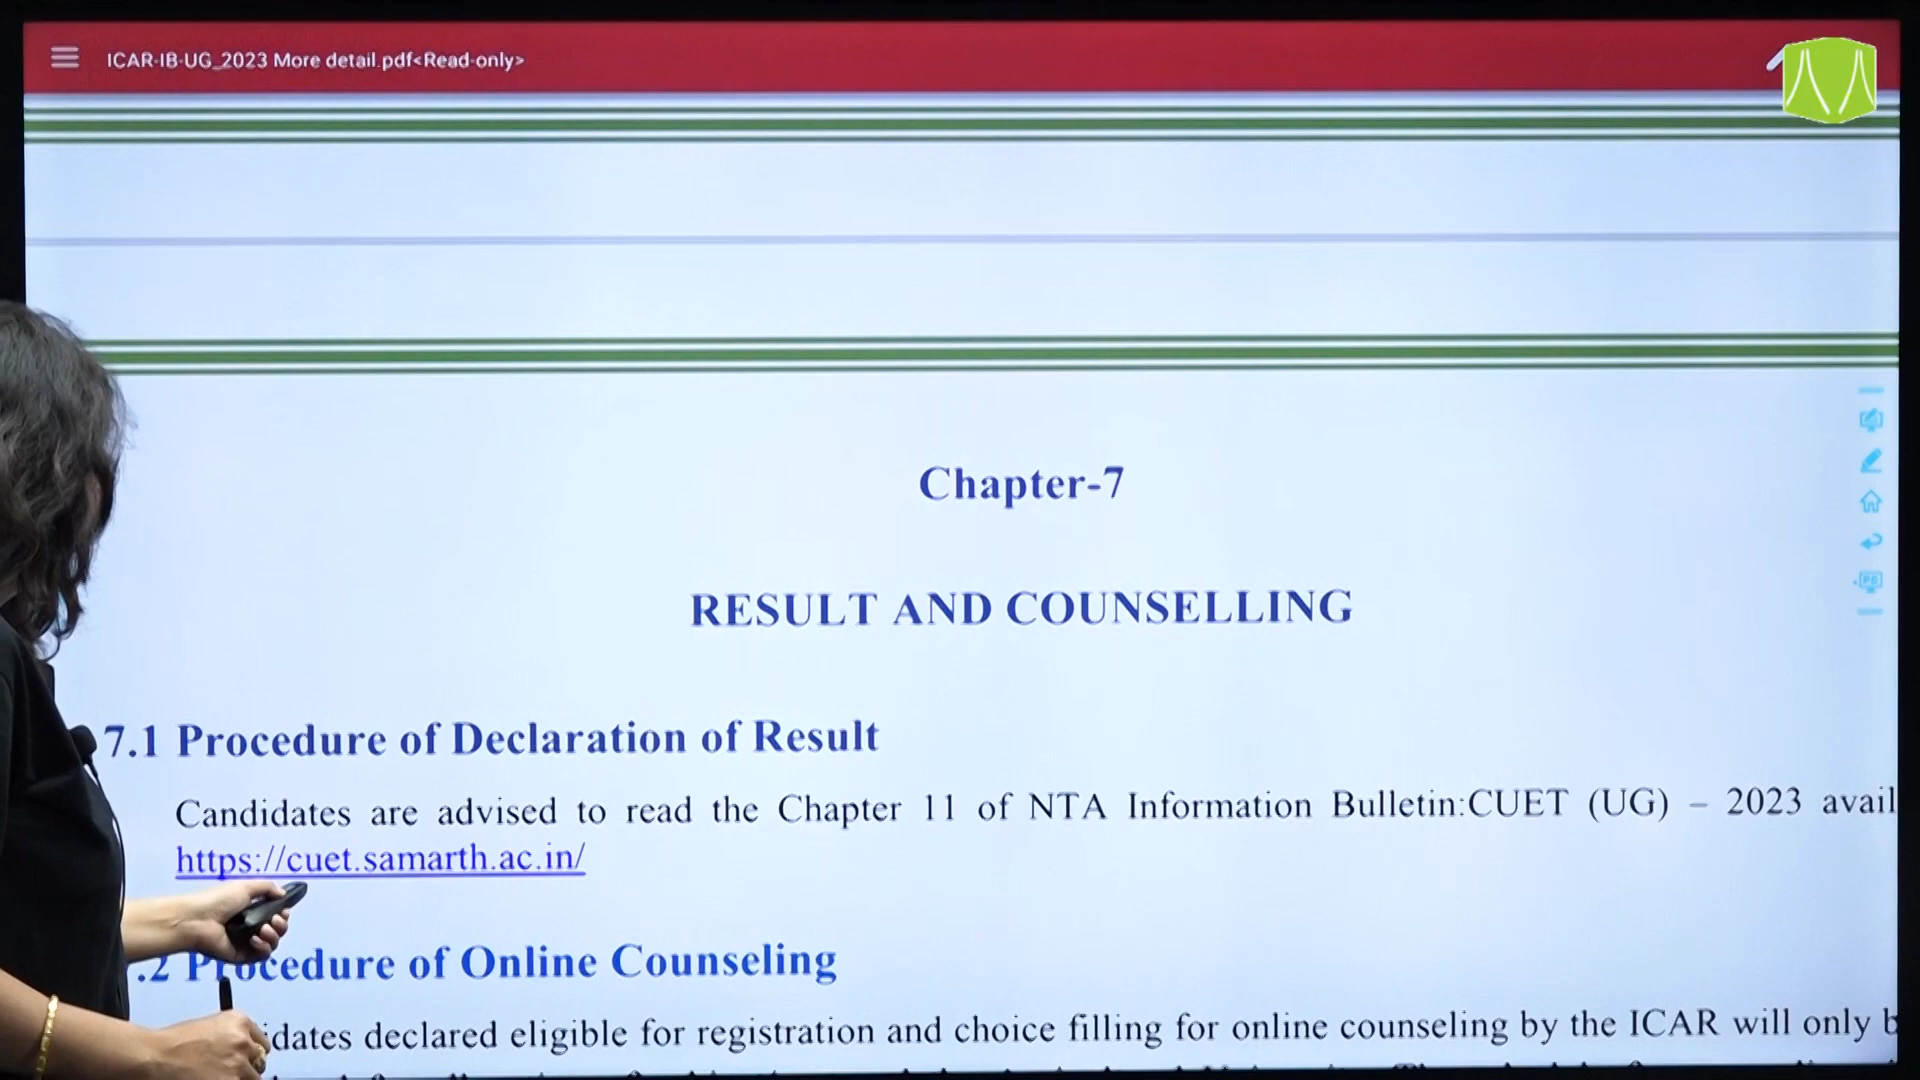 ICAR-IB-UG_2023 More detail.pdf<Read-only>
Chapter-7
RESULT AND COUNSELLING
7.1 Procedure of Declaration of Result
Candidates are advised to read the Chapter 11 of NTA Information Bulletin:CUET (UG) – 2023 avail
https://cuet.samarth.ac.in/
.2 Procedure of Online Counseling
idates declared eligible for registration and choice filling for online counseling by the ICAR will only b